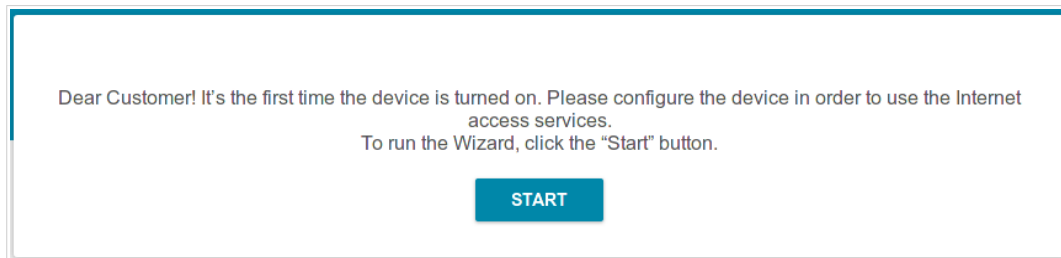 Dear Customer! It’s the first time the device is turned on. Please configure the device in order to use the Internet
access services.
To run the Wizard, click the “Start” button.
START